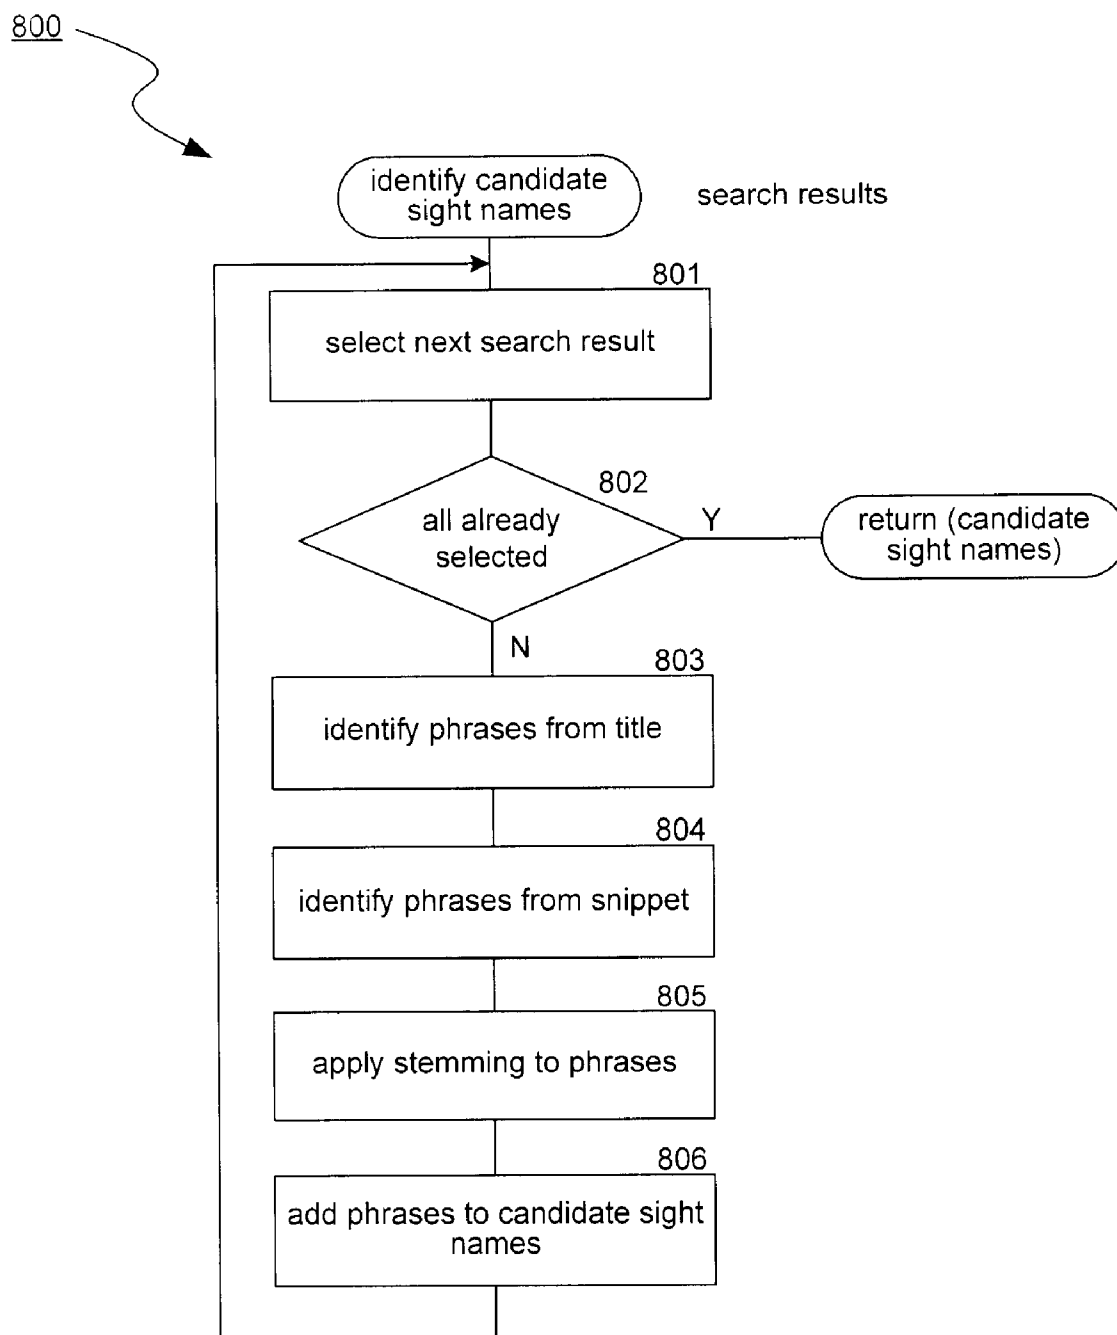 800
identify candidate
sight names
search results
801
select next search result
802
all already
selected
Y
return (candidate
sight names)
N
803
identify phrases from title
804
identify phrases from snippet
805
apply stemming to phrases
806
add phrases to candidate sight
names